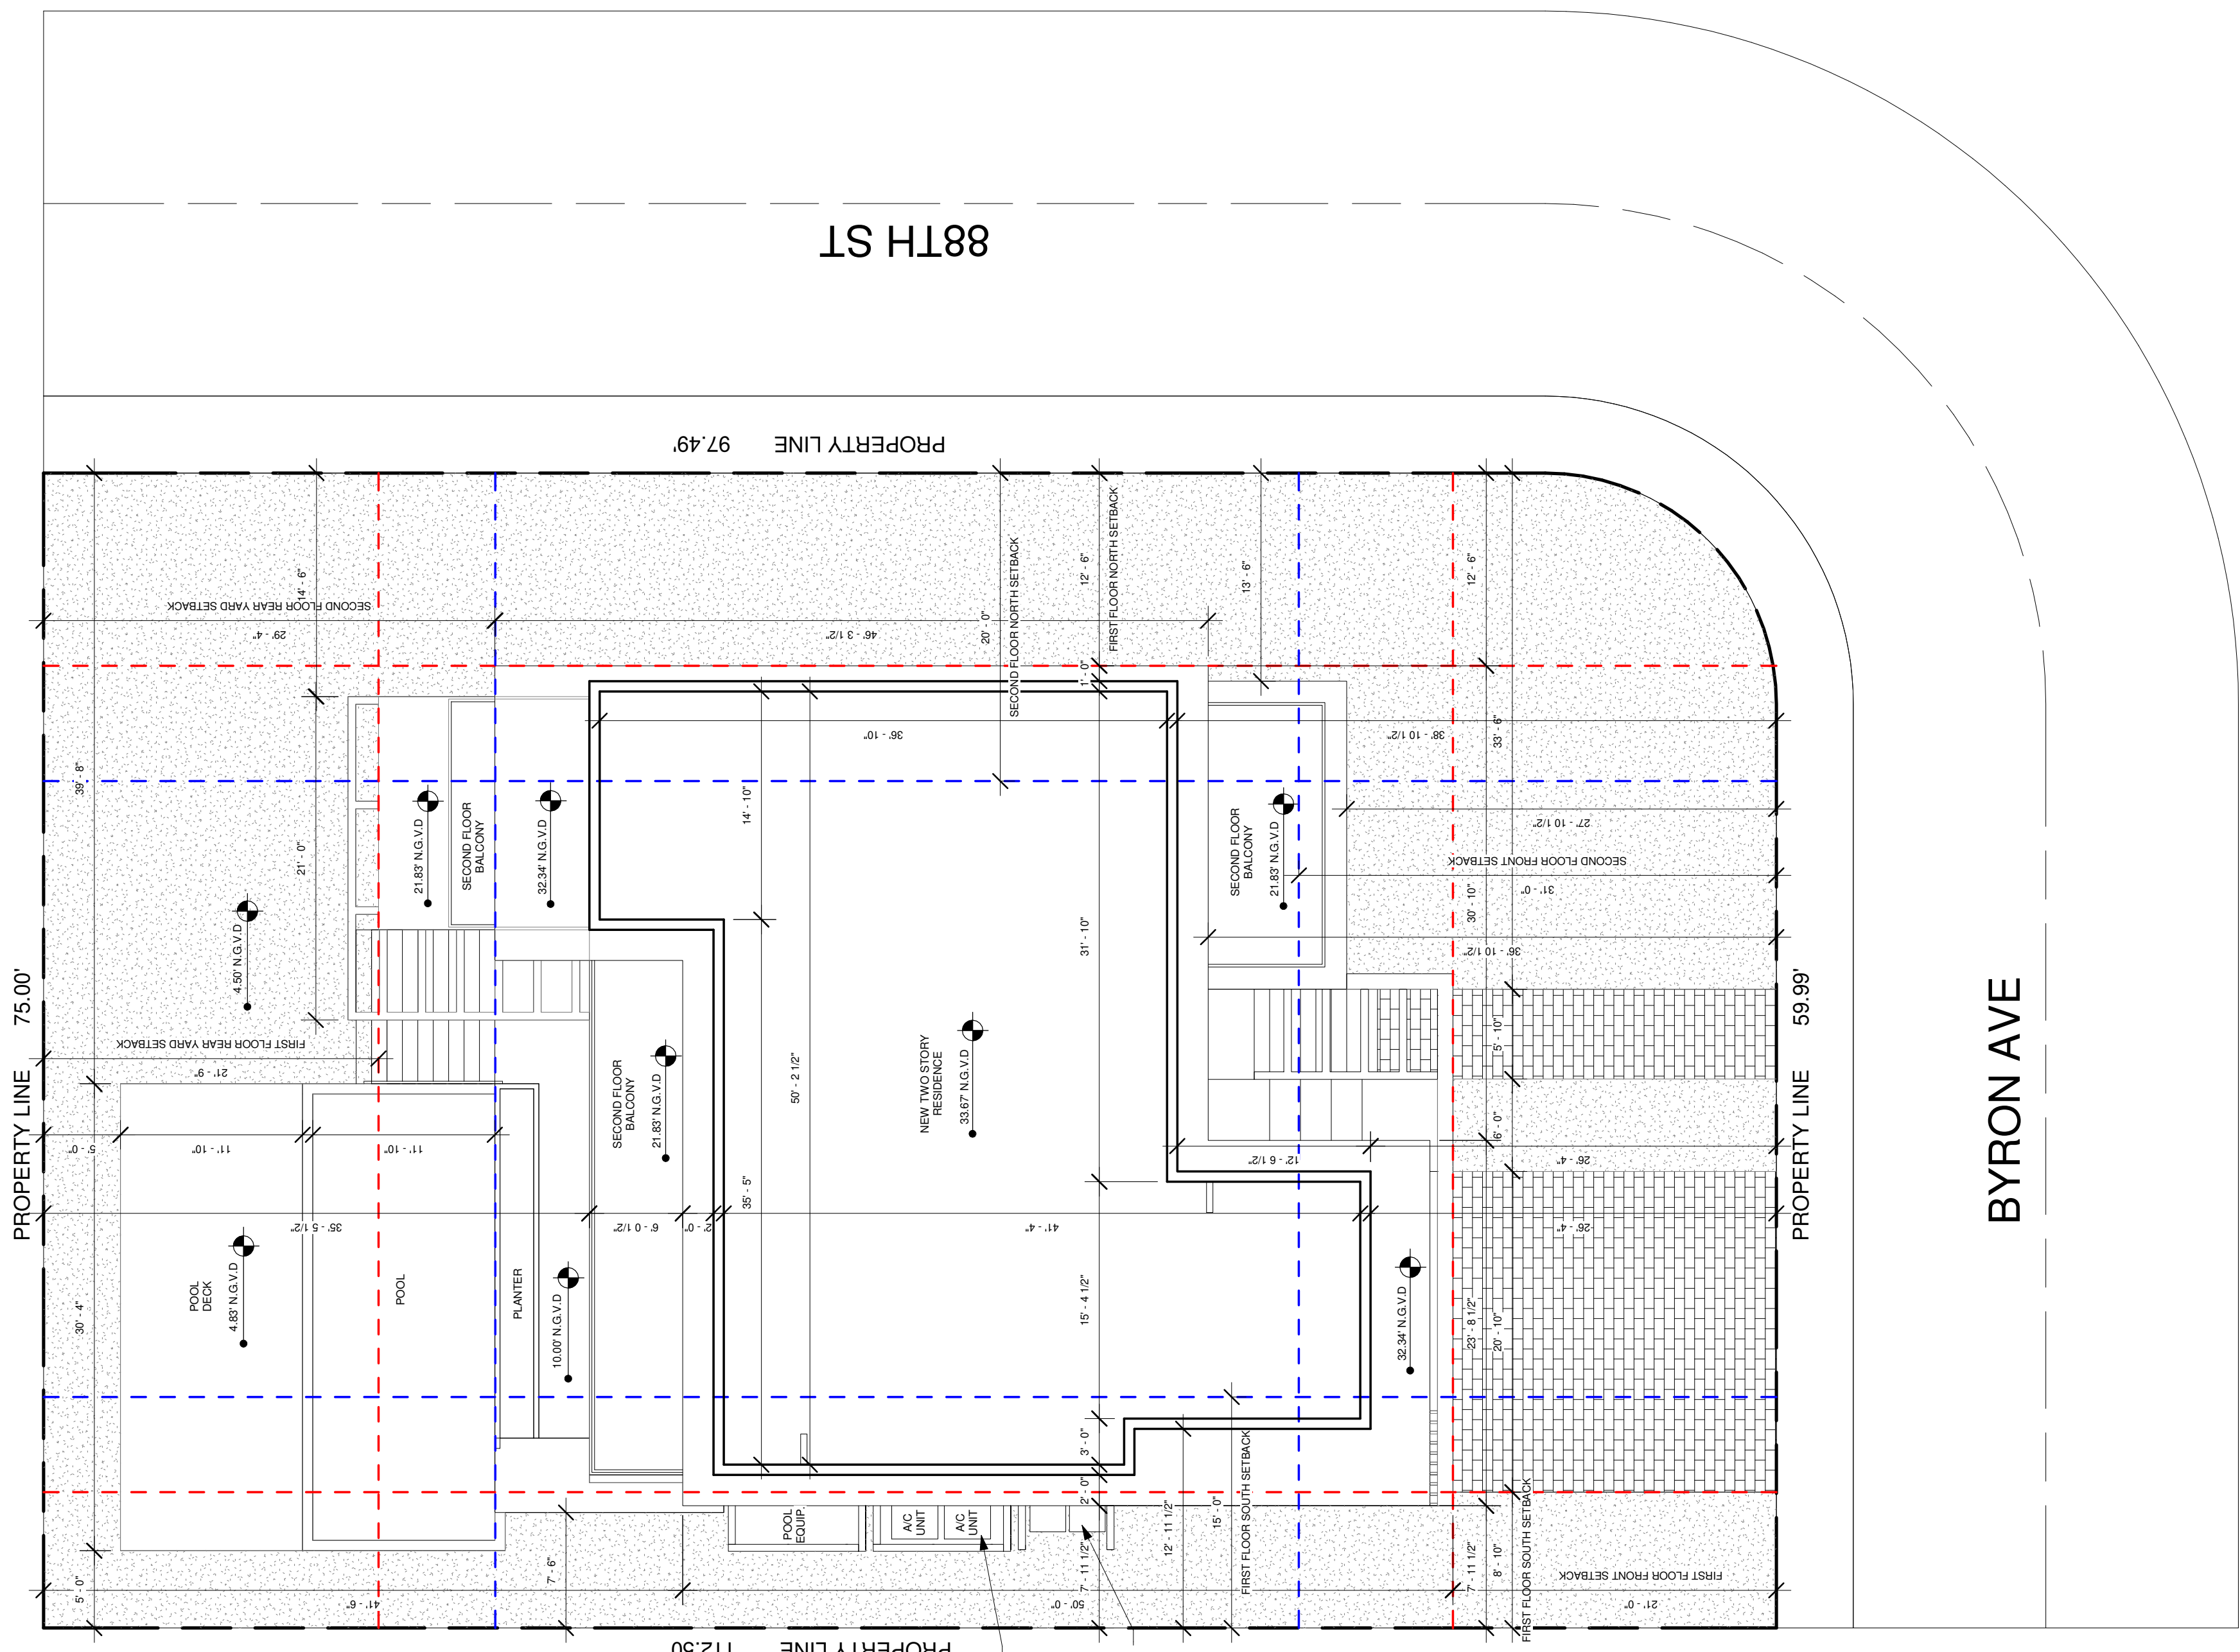 88TH ST
PROPERTY LINE 97.49'
BYRON AVE
PROPERTY LINE 59.99'
PROPERTY LINE 75.00'
PROPERTY LINE 112.50
14' - 6"
SECOND FLOOR REAR YARD SETBACK
29' - 4"
46' - 3 1/2"
20' - 0"
SECOND FLOOR NORTH SETBACK
12' - 6"
FIRST FLOOR NORTH SETBACK
1' - 0"
13' - 6"
12' - 6"
39' - 8"
21' - 0"
36' - 10"
38' - 10 1/2"
33' - 6"
14' - 10"
21.83' N.G.V.D
SECOND FLOOR
BALCONY
32.34' N.G.V.D
SECOND FLOOR
BALCONY
21.83' N.G.V.D
27' - 10 1/2"
SECOND FLOOR FRONT SETBACK
31' - 0"
30' - 10"
36' - 10 1/2"
31' - 10"
4.50' N.G.V.D
FIRST FLOOR REAR YARD SETBACK
21' - 9"
5' - 0"
11' - 10"
11' - 10"
SECOND FLOOR
BALCONY
21.83' N.G.V.D
50' - 2 1/2"
NEW TWO STORY
RESIDENCE
33.67' N.G.V.D
5' - 10"
6' - 0"
12' - 6 1/2"
26' - 4"
35' - 5"
35' - 5 1/2"
6' - 0 1/2"
2' - 0"
41' - 4"
26' - 4"
POOL
DECK
4.83' N.G.V.D
POOL
PLANTER
10.00' N.G.V.D
30' - 4"
15' - 4 1/2"
32.34' N.G.V.D
23' - 8 1/2"
20' - 10"
3' - 0"
2' - 0"
POOL
EQUIP.
A/C
UNIT
A/C
UNIT
7' - 11 1/2"
12' - 11 1/2"
15' - 0"
FIRST FLOOR SOUTH SETBACK
7' - 11 1/2"
8' - 10"
FIRST FLOOR SOUTH SETBACK
FIRST FLOOR FRONT SETBACK
21' - 0"
5' - 0"
41' - 6"
7' - 6"
50' - 0"